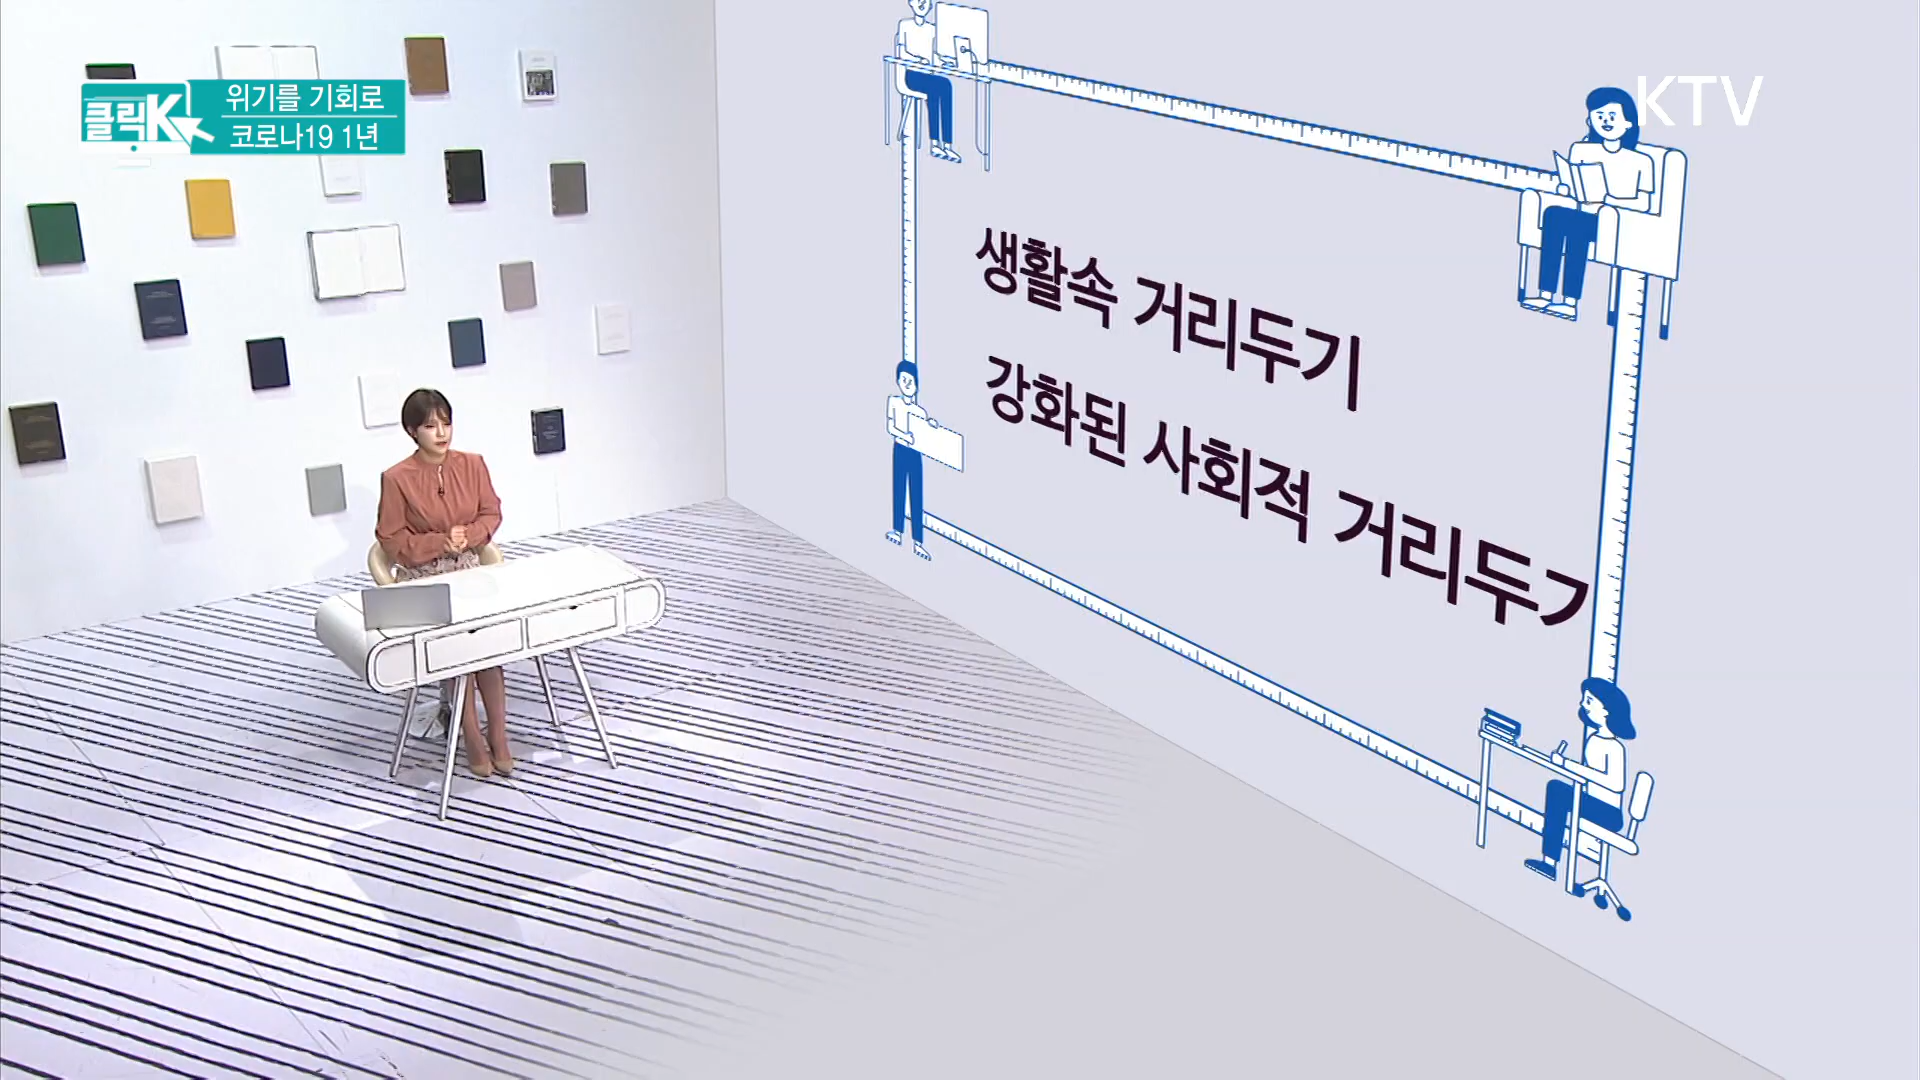 클릭K
위기를 기회로
코로나19 1년
KTV
생활속 거리두기
강화된 사회적 거리두기